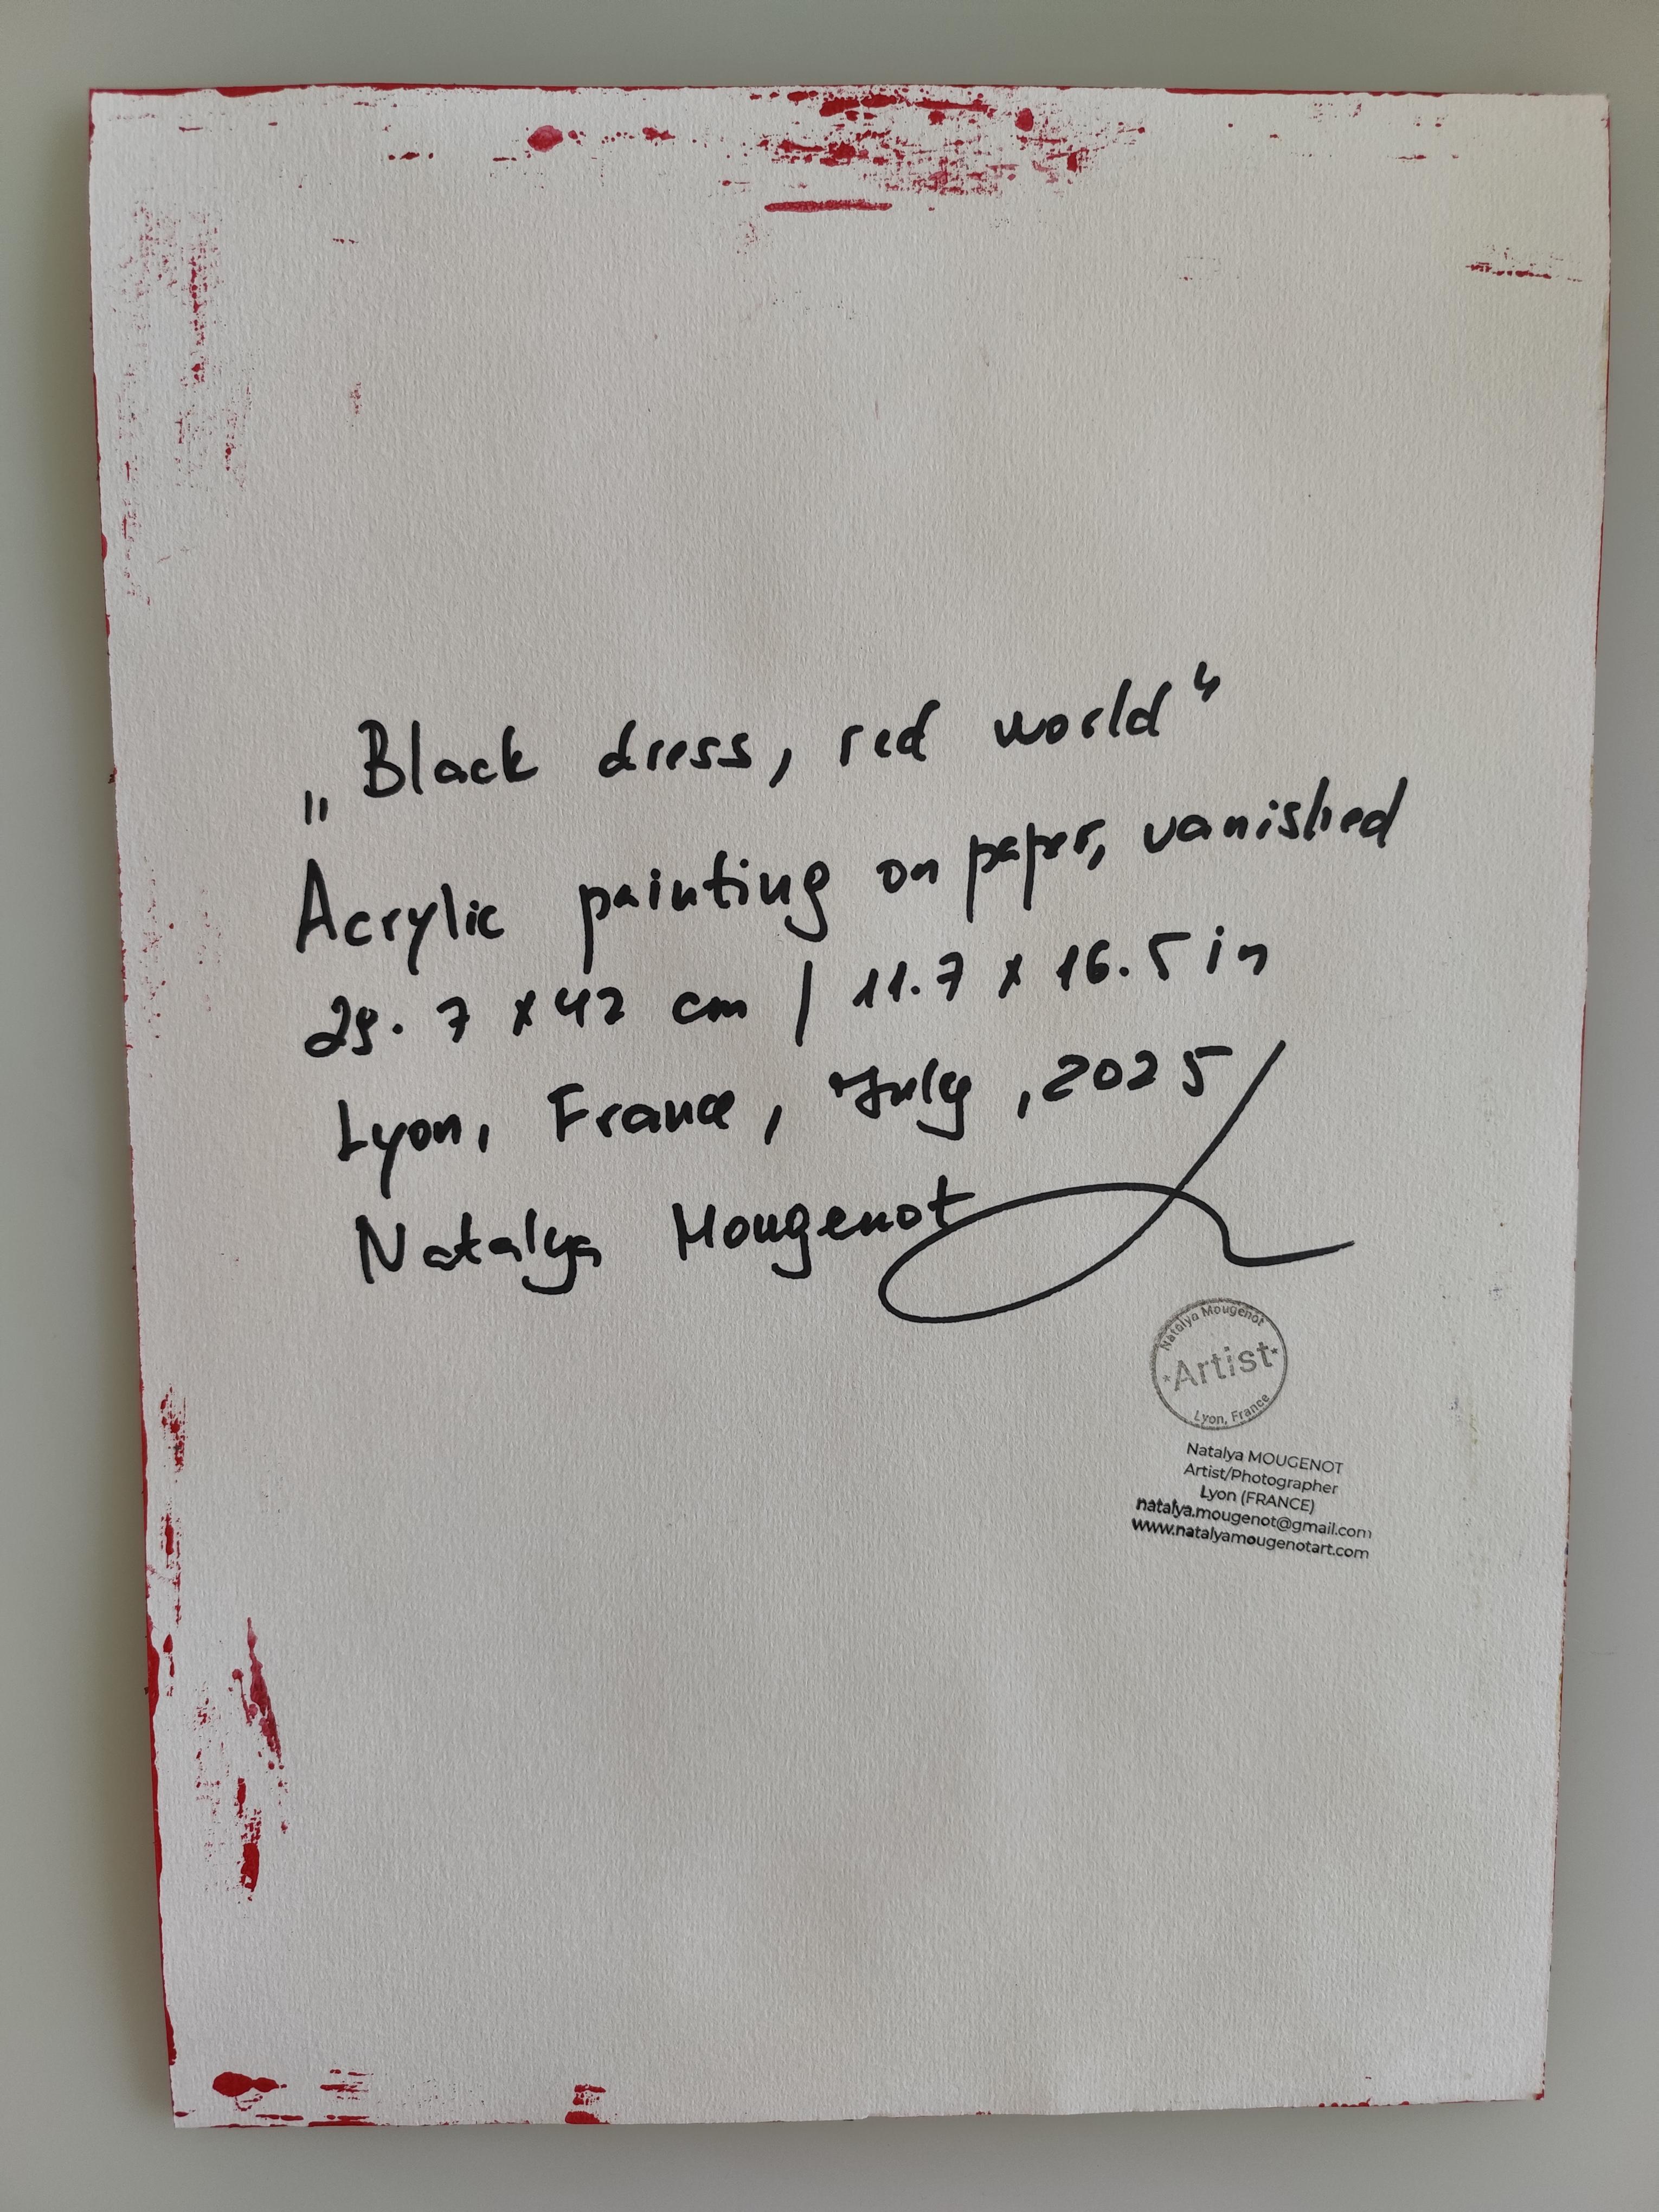 „Black dress, red world“
Acrylic painting on paper, vanished
29.7 x 42 cm | 11.7 x 16.5 in
Lyon, France, July, 2025
Natalya Mougenot
Natalya Mougenot
*Artist*
Lyon, France
Natalya MOUGENOT
Artist/Photographer
Lyon (FRANCE)
natalya.mougenot@gmail.com
www.natalyamougenotart.com